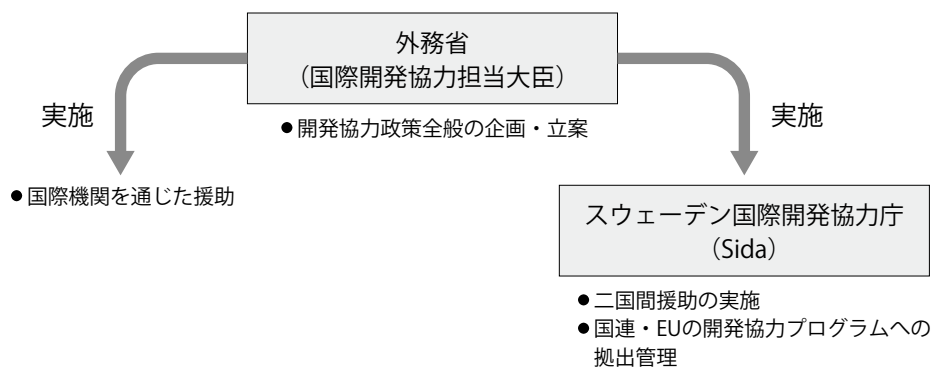 外務省
（国際開発協力担当大臣）
●開発協力政策全般の企画・立案
実施
実施
●国際機関を通じた援助
スウェーデン国際開発協力庁
（Sida）
●二国間援助の実施
●国連・EUの開発協力プログラムへの
拠出管理